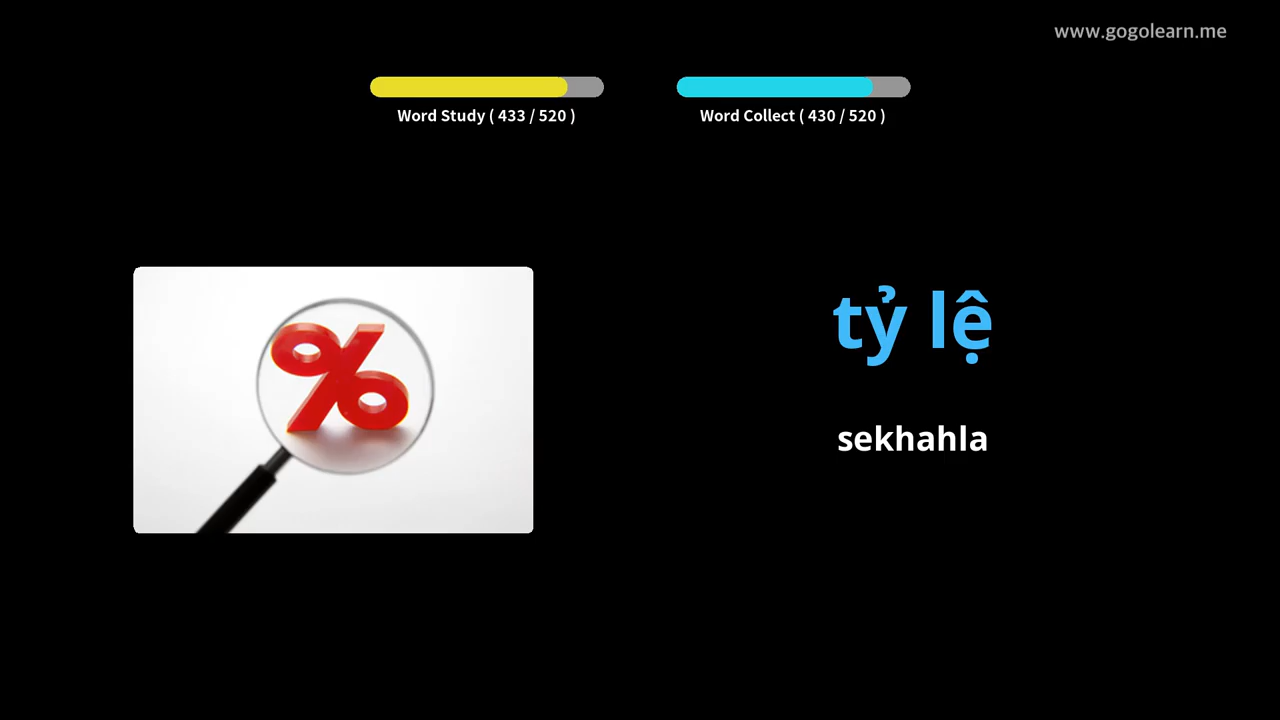 www.gogolearn.me
Word Study ( 433 / 520 )
Word Collect ( 430 / 520 )
%
tỷ lệ
sekhahla